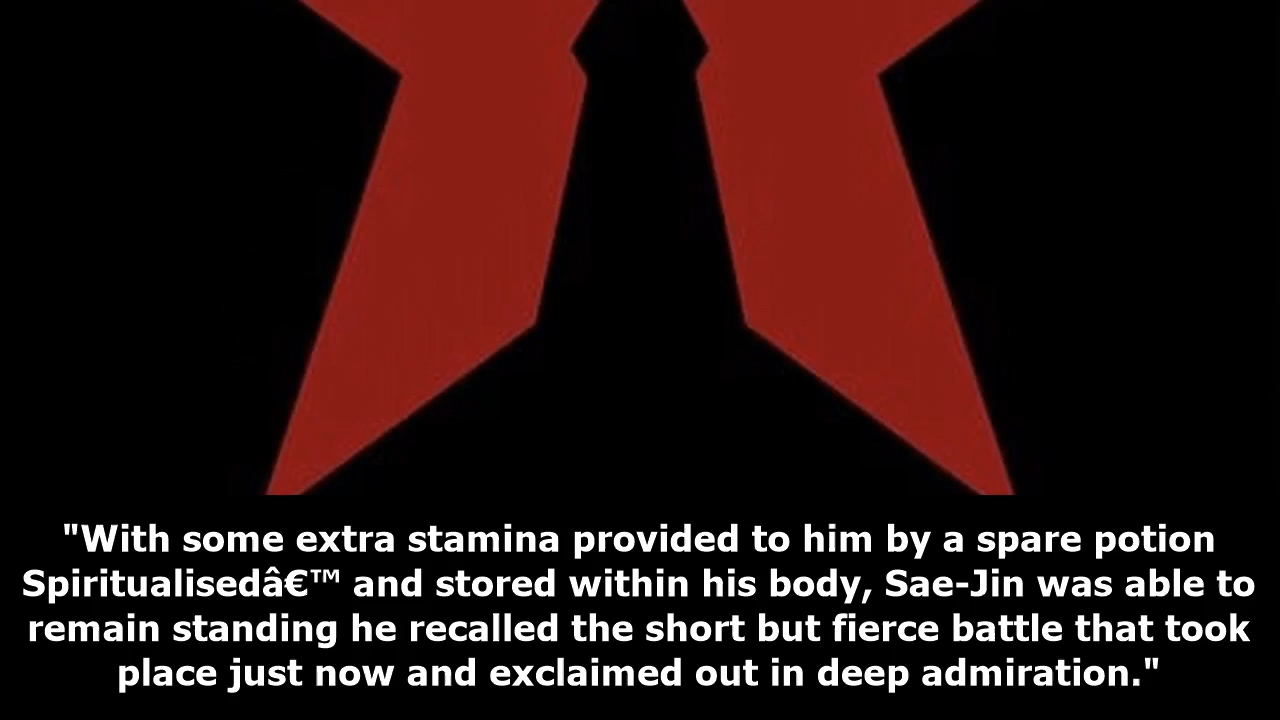 "With some extra stamina provided to him by a spare potion
Spiritualisedâ€™ and stored within his body, Sae-Jin was able to
remain standing he recalled the short but fierce battle that took
place just now and exclaimed out in deep admiration."